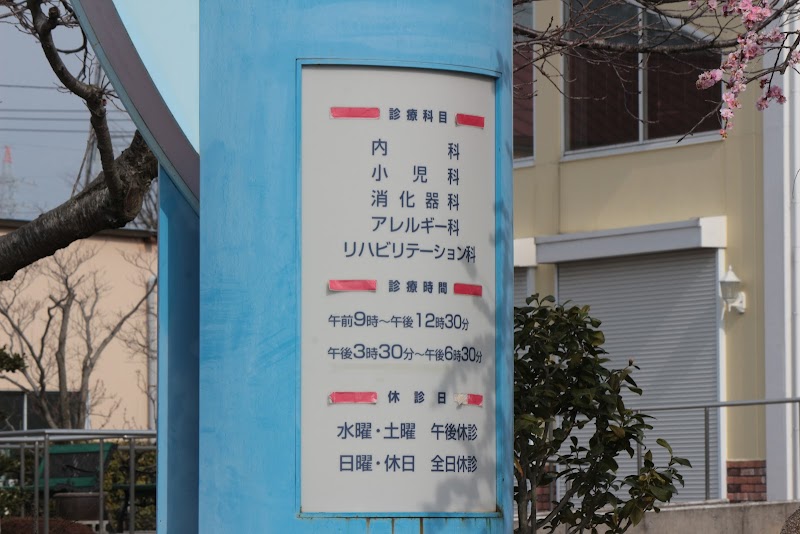 診療科目
内科
小児科
消化器科
アレルギー科
リハビリテーション科
診療時間
午前9時～午後12時30分
午後3時30分～午後6時30分
休診日
水曜・土曜 午後休診
日曜・休日 全日休診